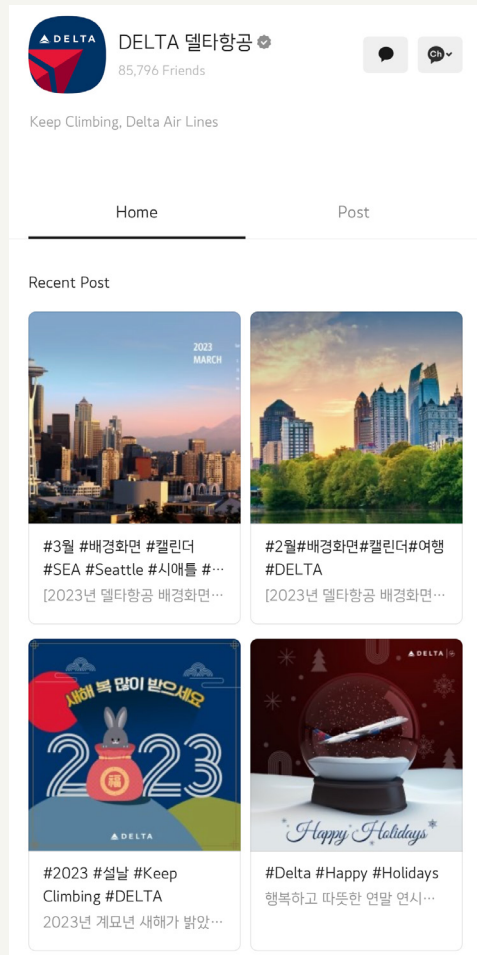 DELTA
DELTA 델타항공
85,796 Friends
Ch
Keep Climbing, Delta Air Lines
Home
Post
Recent Post
2023
MARCH
#3월 #배경화면 #캘린더
#SEA #Seattle #시애틀 #…
[2023년 델타항공 배경화면…
#2월#배경화면#캘린더#여행
#DELTA
[2023년 델타항공 배경화면…
새해 복 많이 받으세요
2023
福
DELTA
#2023 #설날 #Keep
Climbing #DELTA
2023년 계묘년 새해가 밝았…
DELTA
Happy Holidays
#Delta #Happy #Holidays
행복하고 따뜻한 연말 연시…